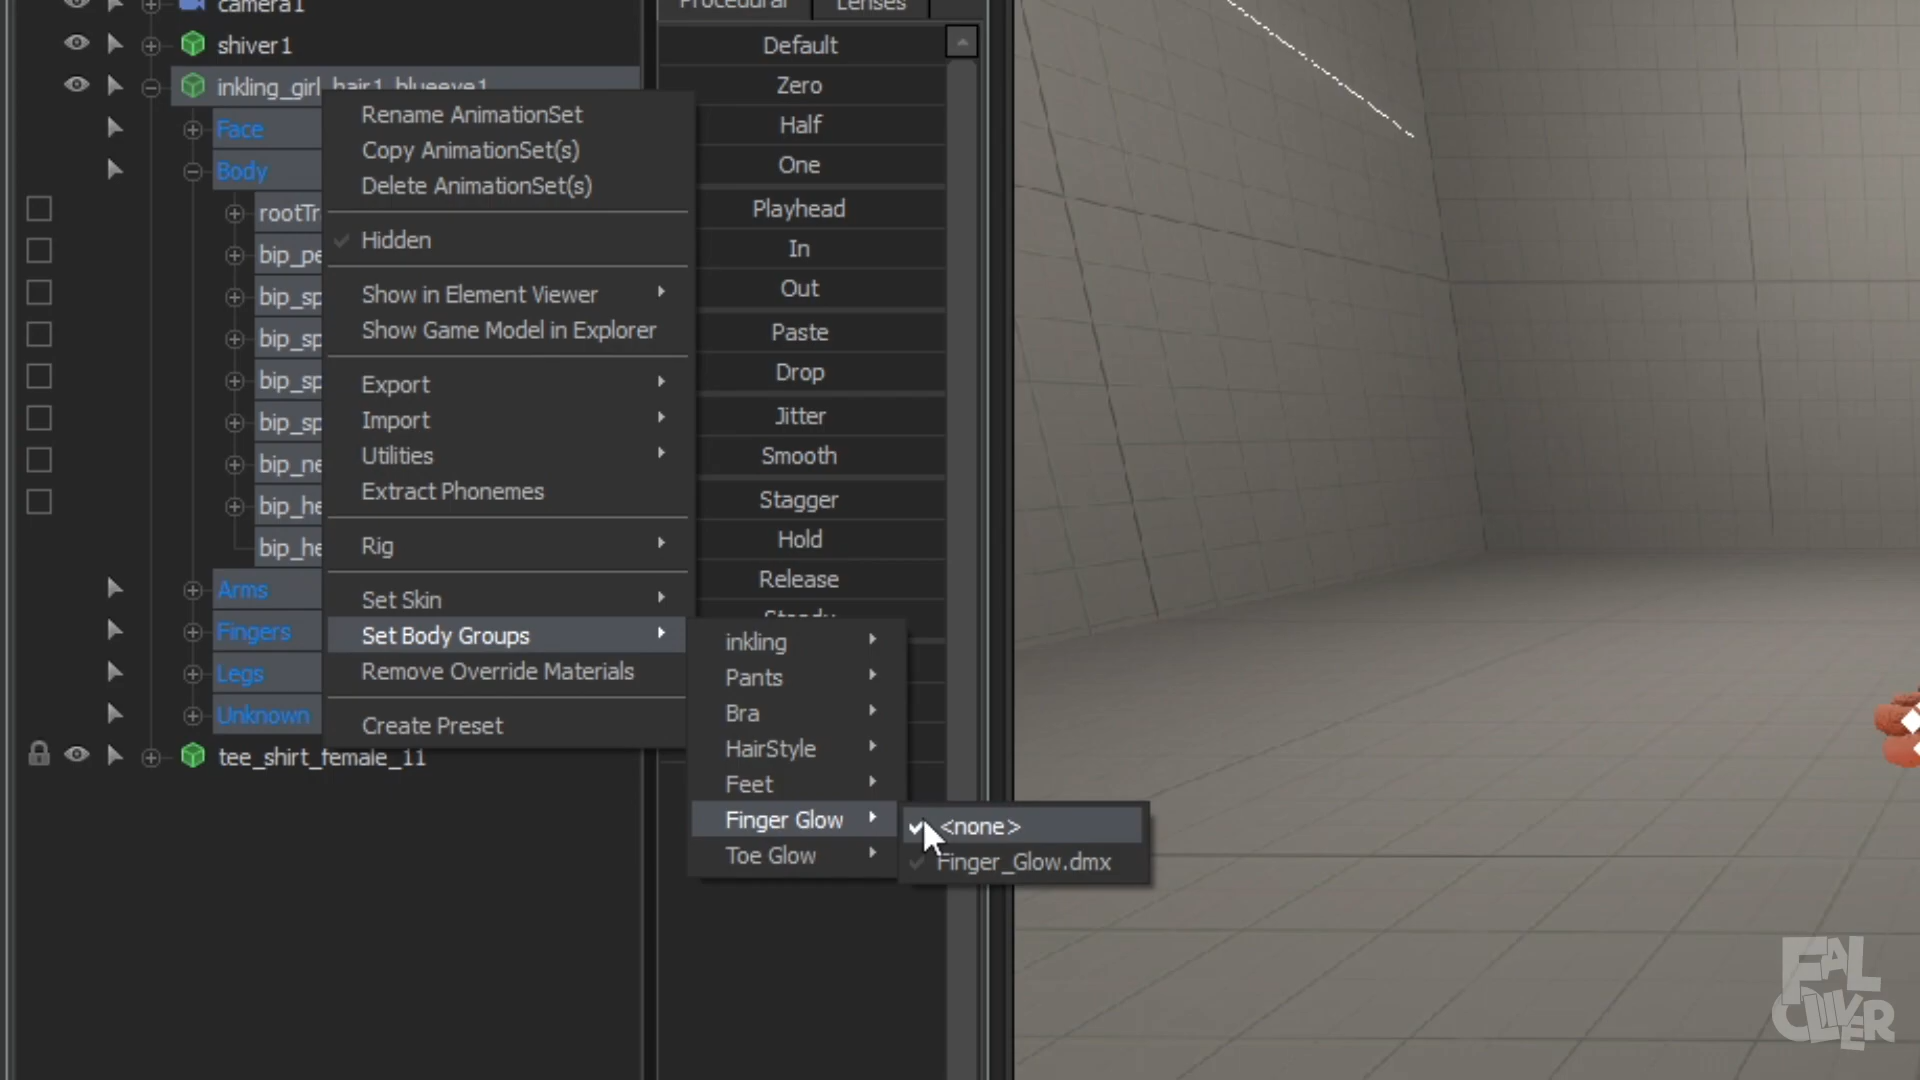 camera1
shiver1
inkling_girl_hair1_blueeye1
Face
Body
rootTr
bip_pe
bip_sp
bip_sp
bip_sp
bip_sp
bip_ne
bip_he
bip_he
Arms
Fingers
Legs
Unknown
tee_shirt_female_11
Rename AnimationSet
Copy AnimationSet(s)
Delete AnimationSet(s)
Hidden
Show in Element Viewer
Show Game Model in Explorer
Export
Import
Utilities
Extract Phonemes
Rig
Set Skin
Set Body Groups
Remove Override Materials
Create Preset
inkling
Pants
Bra
HairStyle
Feet
Finger Glow
Toe Glow
<none>
Finger_Glow.dmx
Procedural
Lenses
Default
Zero
Half
One
Playhead
In
Out
Paste
Drop
Jitter
Smooth
Stagger
Hold
Release
FAL
OLIVER